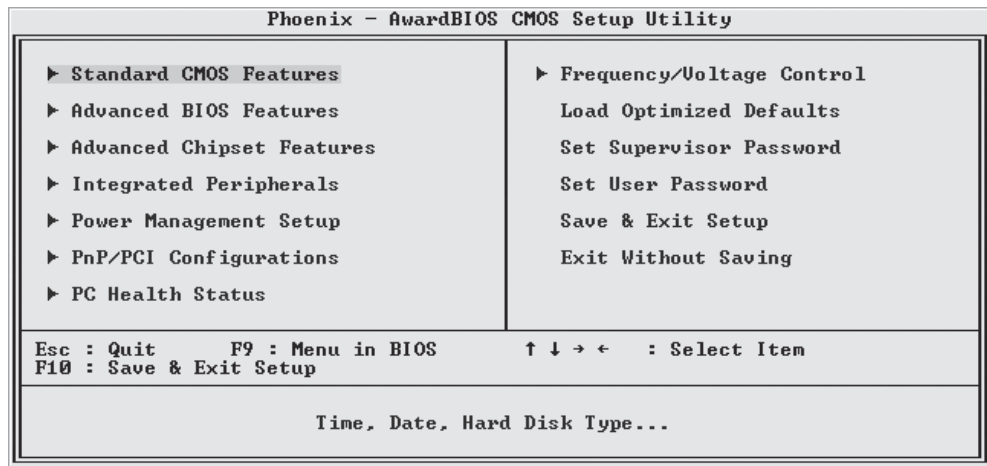 Phoenix - AwardBIOS CMOS Setup Utility
▶ Standard CMOS Features
▶ Advanced BIOS Features
▶ Advanced Chipset Features
▶ Integrated Peripherals
▶ Power Management Setup
▶ PnP/PCI Configurations
▶ PC Health Status
▶ Frequency/Voltage Control
Load Optimized Defaults
Set Supervisor Password
Set User Password
Save & Exit Setup
Exit Without Saving
Esc : Quit F9 : Menu in BIOS ↑ ↓ → ← : Select Item
F10 : Save & Exit Setup
Time, Date, Hard Disk Type...